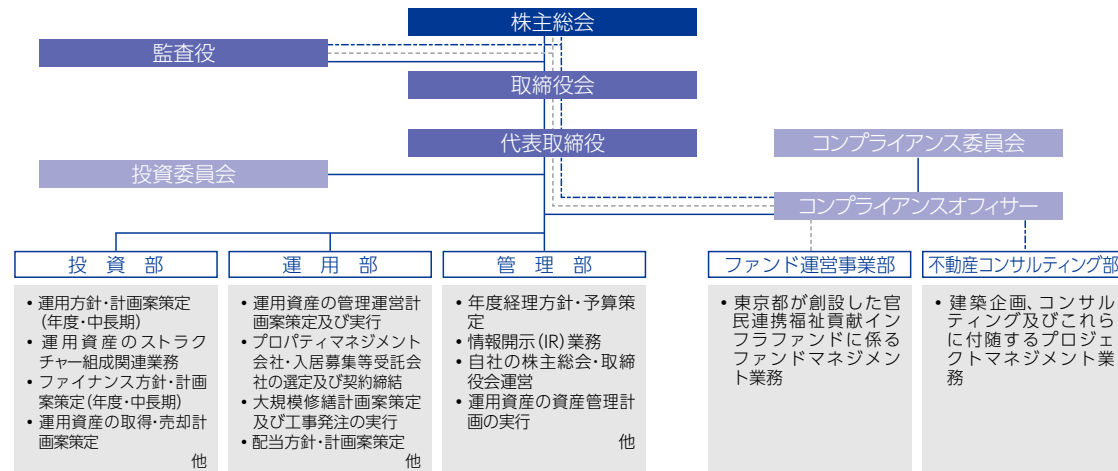 株主総会
監査役
取締役会
代表取締役
コンプライアンス委員会
投資委員会
コンプライアンスオフィサー
投資部
• 運用方針・計画案策定
(年度・中長期)
• 運用資産のストラク
チャー組成関連業務
• ファイナンス方針・計画
案策定(年度・中長期)
• 運用資産の取得・売却計
画案策定
他
運用部
• 運用資産の管理運営計
画案策定及び実行
• プロパティマネジメント
会社・入居募集等受託会
社の選定及び契約締結
• 大規模修繕計画案策定
及び工事発注の実行
• 配当方針・計画案策定
他
管理部
• 年度経理方針・予算策
定
• 情報開示(IR)業務
• 自社の株主総会・取締
役会運営
• 運用資産の資産管理計
画の実行
他
ファンド運営事業部
• 東京都が創設した官
民連携福祉貢献イン
フラファンドに係る
ファンドマネジメン
ト業務
不動産コンサルティング部
• 建築企画、コンサル
ティング及びこれら
に付随するプロジェ
クトマネジメント業
務